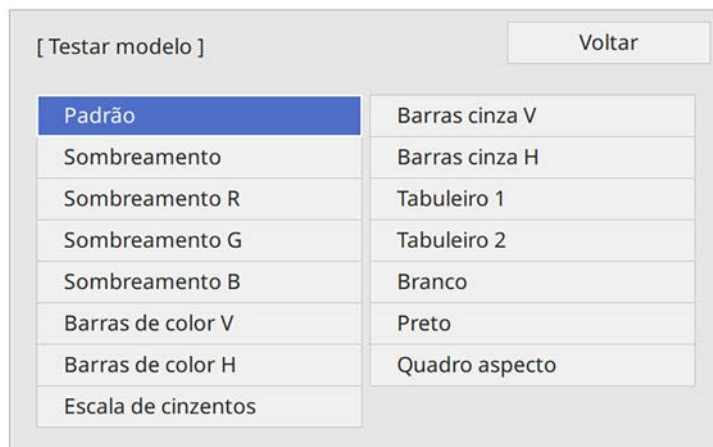 [ Testar modelo ]
Voltar
Padrão
Sombreamento
Sombreamento R
Sombreamento G
Sombreamento B
Barras de color V
Barras de color H
Escala de cinzentos
Barras cinza V
Barras cinza H
Tabuleiro 1
Tabuleiro 2
Branco
Preto
Quadro aspecto